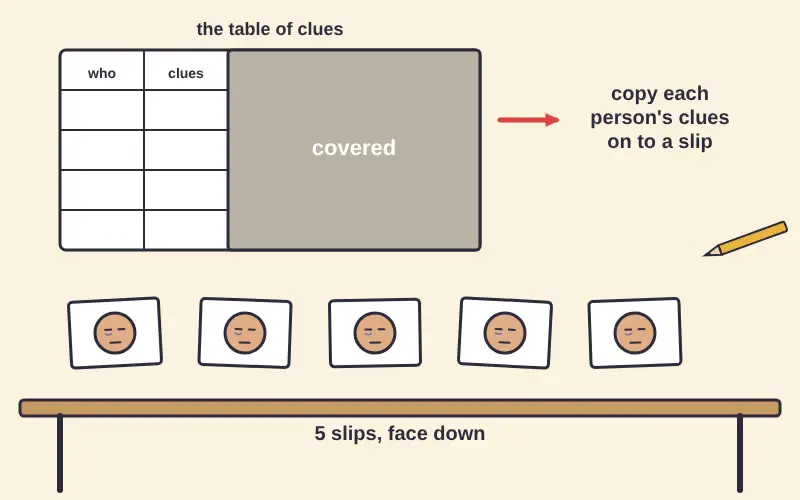 the table of clues
who
clues
covered
copy each
person's clues
on to a slip
5 slips, face down